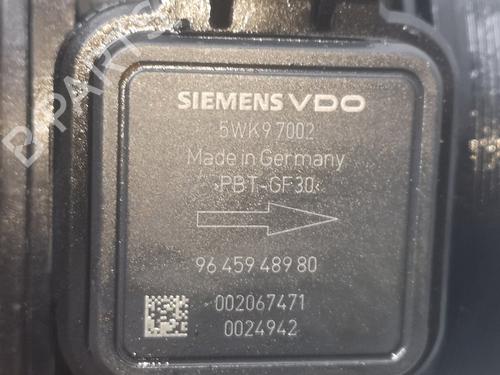 SIEMENS VDO
5WK9 7002
Made in Germany
>PBT-GF30<
96 459 489 80
002067471
0024942
B-PARTS